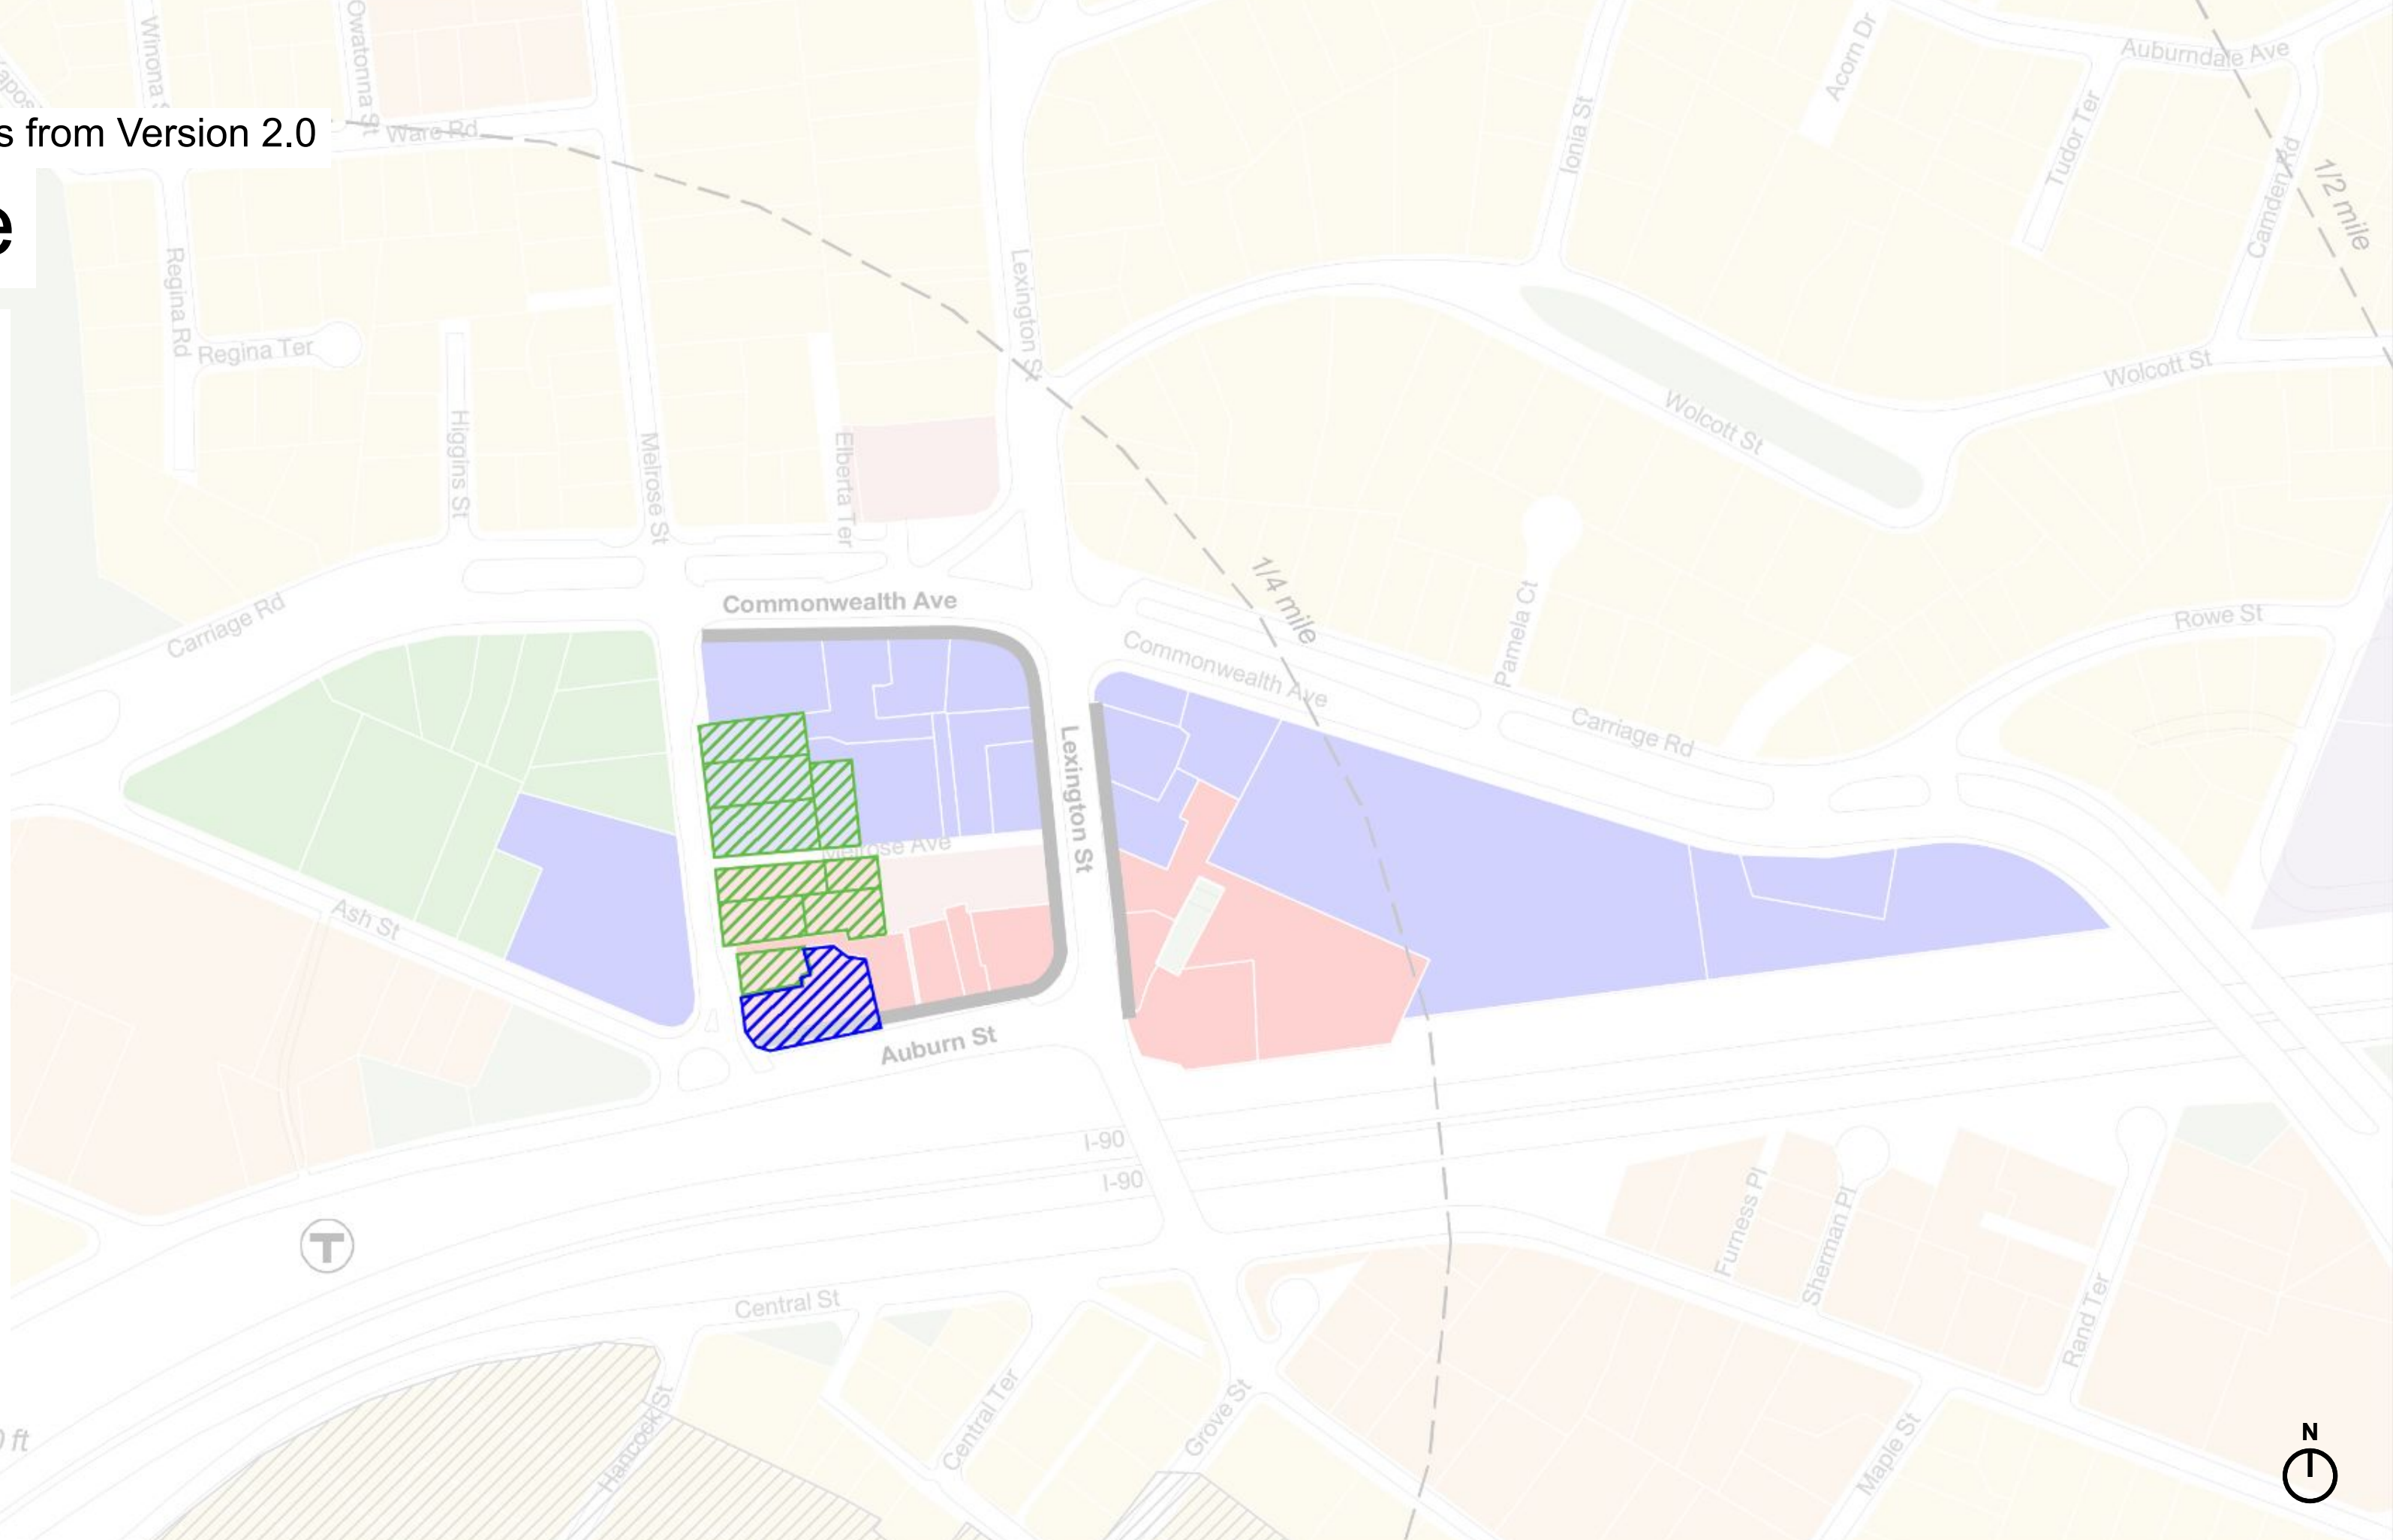 Winona S
Owatonna St
Acorn Dr
Auburndale Ave
s from Version 2.0
Ware Rd
Ionia St
Tudor Ter
Camden Rd
1/2 mile
e
Regina Rd
Regina Ter
Lexington St
Wolcott St
Wolcott St
Higgins St
Melrose St
Elberta Ter
1/4 mile
Pamela Ct
Commonwealth Ave
Carriage Rd
Rowe St
Commonwealth Ave
Carriage Rd
Lexington St
Melrose Ave
Ash St
Auburn St
I-90
I-90
T
Furness Pl
Sherman Pl
Rand Ter
Central St
Hancock St
Central Ter
Grove St
Maple St
0 ft
N